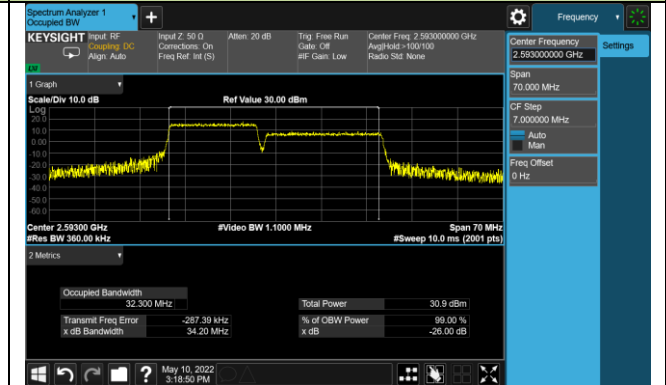 Spectrum Analyzer 1
Occupied BW
+
Frequency
KEYSIGHT
Input: RF
Coupling: DC
Align: Auto
Input Z: 50 Ω
Corrections: On
Freq Ref: Int (S)
Atten: 20 dB
Trig: Free Run
Gate: Off
#IF Gain: Low
Center Freq: 2.593000000 GHz
Avg|Hold:>100/100
Radio Std: None
LW
Center Frequency
2.593000000 GHz
Settings
Span
70.000 MHz
CF Step
7.000000 MHz
Auto
Man
Freq Offset
0 Hz
1 Graph
Scale/Div 10.0 dB
Ref Value 30.00 dBm
Log
20.0
10.0
0.00
-10.0
-20.0
-30.0
-40.0
-50.0
-60.0
Center 2.59300 GHz
#Video BW 1.1000 MHz
Span 70 MHz
#Res BW 360.00 kHz
#Sweep 10.0 ms (2001 pts)
2 Metrics
Occupied Bandwidth
32.300 MHz
Total Power 30.9 dBm
Transmit Freq Error -287.39 kHz
% of OBW Power 99.00 %
x dB Bandwidth 34.20 MHz
x dB -26.00 dB
?
May 10, 2022
3:18:50 PM